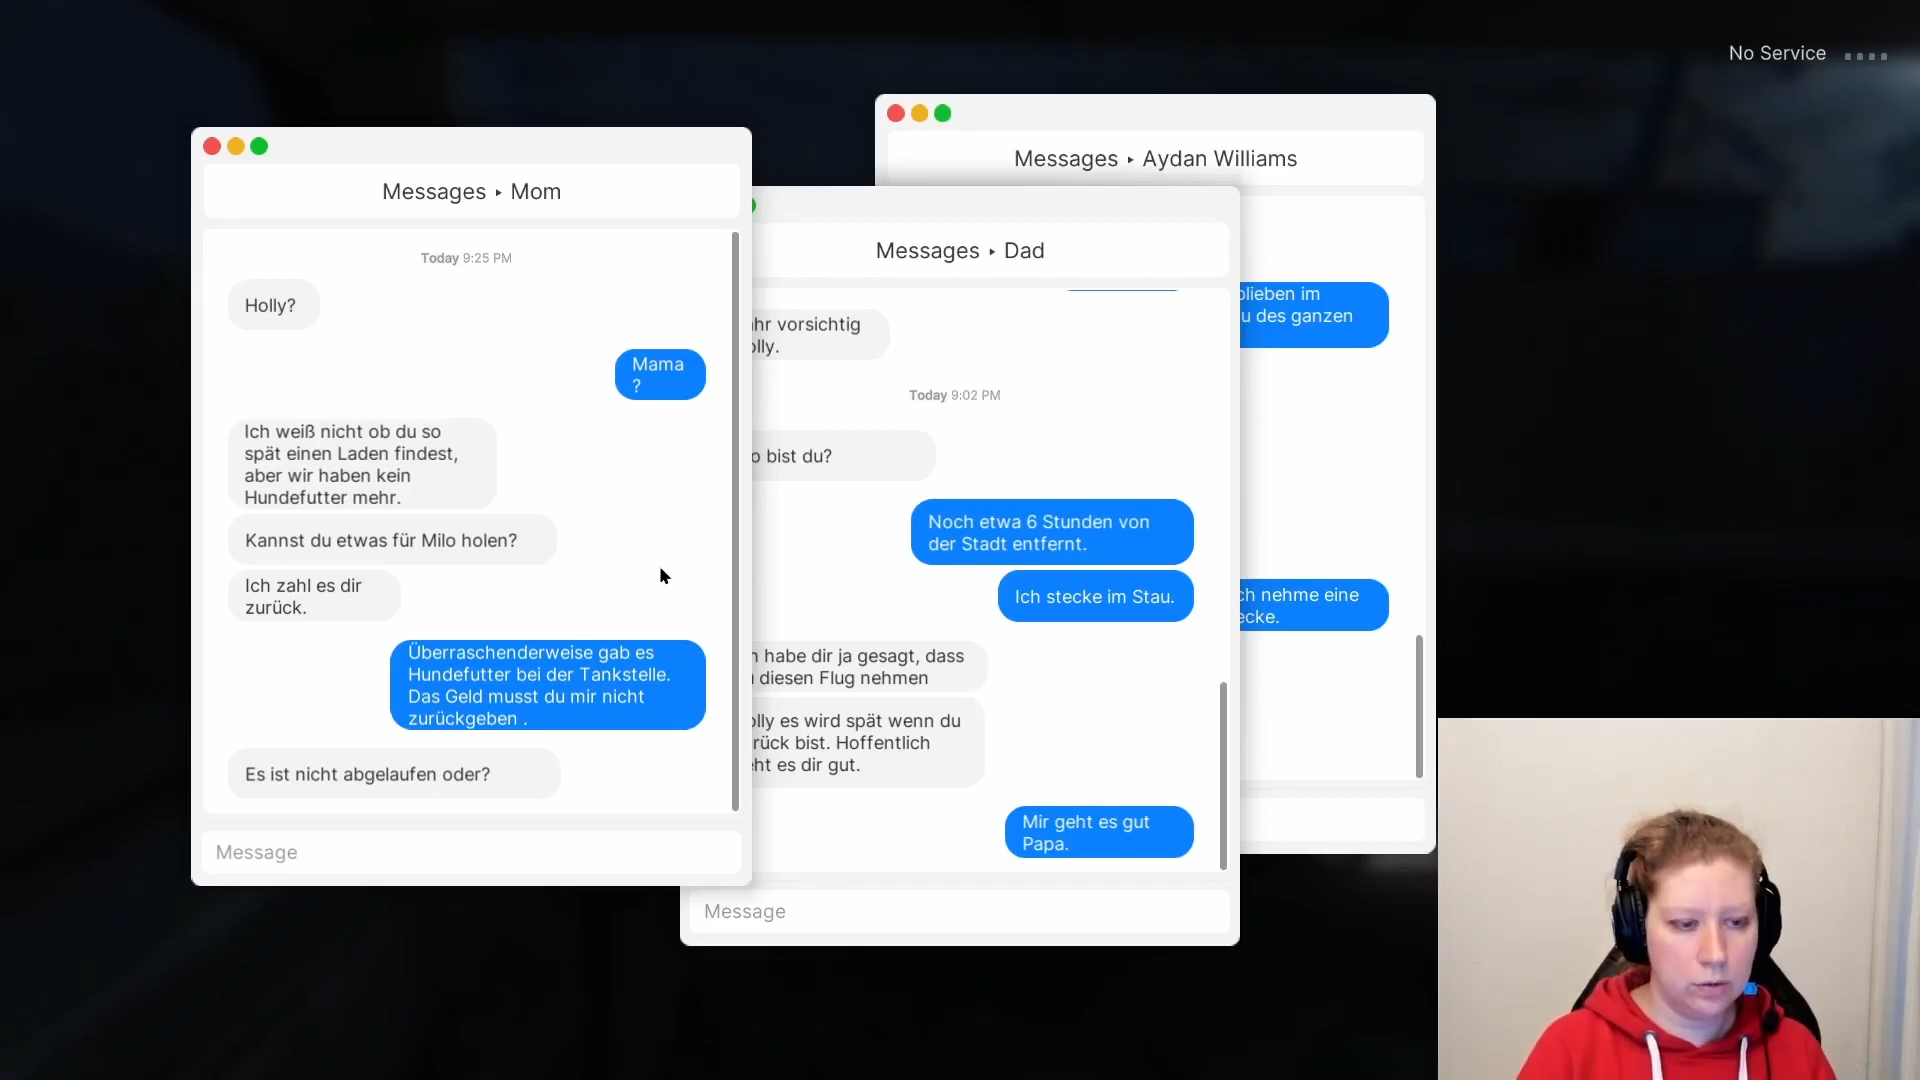 No Service
Messages ▸ Mom
Today 9:25 PM
Holly?
Mama
?
Ich weiß nicht ob du so
spät einen Laden findest,
aber wir haben kein
Hundefutter mehr.
Kannst du etwas für Milo holen?
Ich zahl es dir
zurück.
Überraschenderweise gab es
Hundefutter bei der Tankstelle.
Das Geld musst du mir nicht
zurückgeben .
Es ist nicht abgelaufen oder?
Message
Messages ▸ Dad
vorsichtig
Today 9:02 PM
bist du?
Noch etwa 6 Stunden von
der Stadt entfernt.
Ich stecke im Stau.
habe dir ja gesagt, dass
diesen Flug nehmen
es wird spät wenn du
bist. Hoffentlich
es dir gut.
Mir geht es gut
Papa.
Message
Messages ▸ Aydan Williams
im
des ganzen
nehme eine